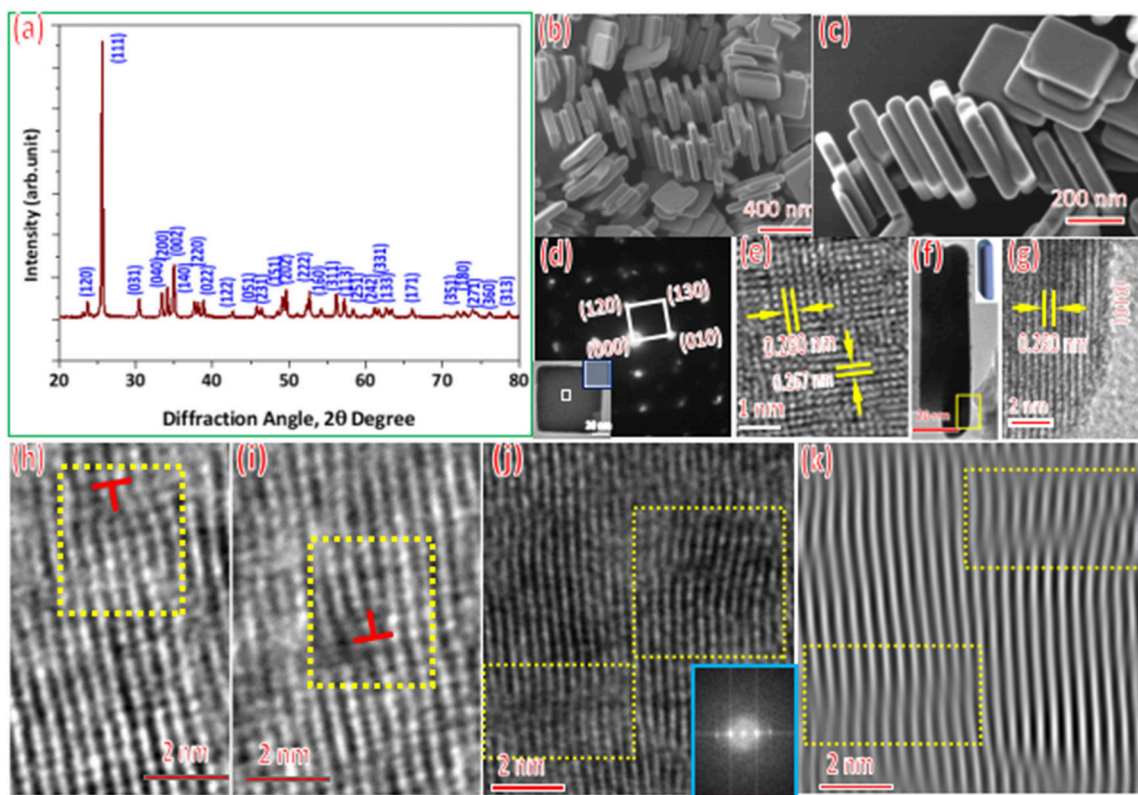 (a)
Intensity (arb.unit)
(120)
(111)
(031)
(040)
(200)
(002)
(140)
(220)
(022)
(122)
(051)
(231)
(151)
(202)
(222)
(160)
(311)
(113)
(251)
(242)
(331)
(133)
(171)
(351)
(180)
(271)
(360)
(313)
20 30 40 50 60 70 80
Diffraction Angle, 2θ Degree
(b)
400 nm
(c)
200 nm
(d)
(120)
(130)
(000)
(010)
(e)
0.280 nm
0.267 nm
1 nm
(f)
(g)
0.280 nm
(010)
2 nm
(h)
2 nm
(i)
2 nm
(j)
2 nm
(k)
2 nm